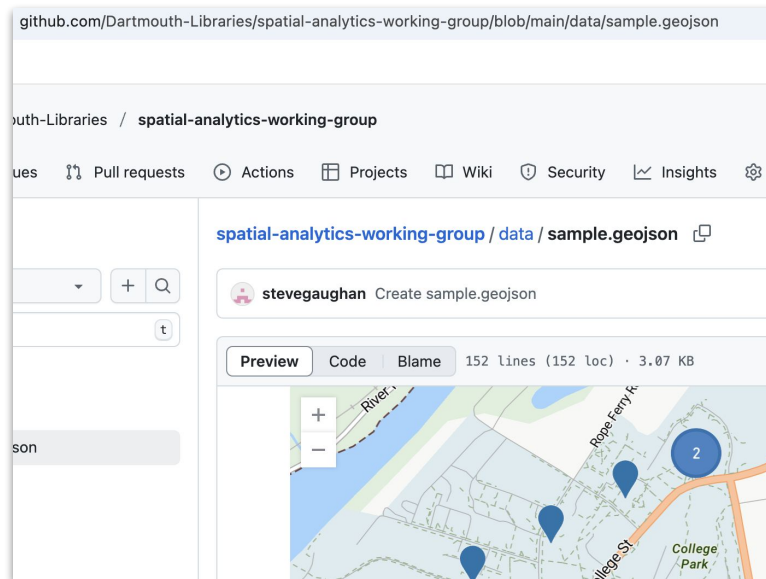 github.com/Dartmouth-Libraries/spatial-analytics-working-group/blob/main/data/sample.geojson
outh-Libraries / spatial-analytics-working-group
ues Pull requests Actions Projects Wiki Security Insights
spatial-analytics-working-group / data / sample.geojson
+
t
stevegaughan Create sample.geojson
Preview Code Blame 152 lines (152 loc) · 3.07 KB
son
+
−
River
Rope Ferry R
2
llege St
College
Park